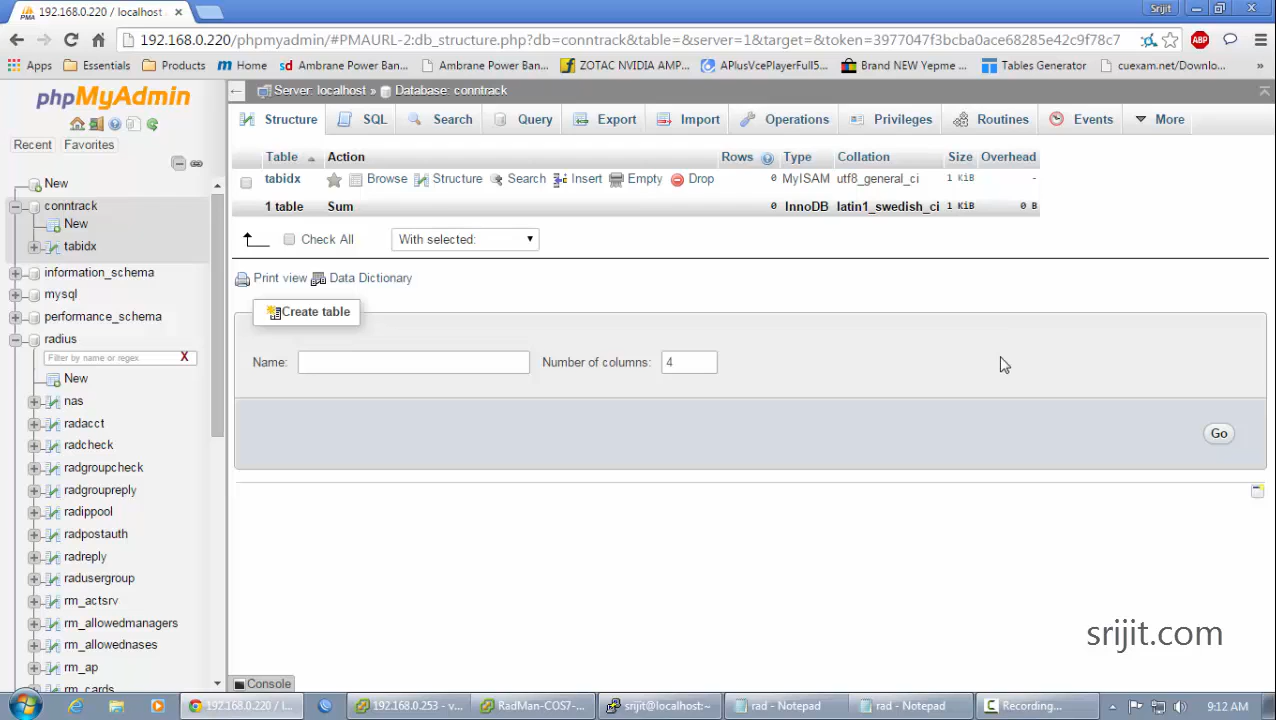 192.168.0.220 / localhost
Srijit
192.168.0.220/phpmyadmin/#PMAURL-2:db_structure.php?db=conntrack&table=&server=1&target=&token=3977047f3bcba0ace68285e42c9f78c7
ABP
Apps Essentials Products Home Ambrane Power Ban... Ambrane Power Ban... ZOTAC NVIDIA AMP... APlusVcePlayerFull5... Brand NEW Yepme ... Tables Generator cuexam.net/Downlo... »
phpMyAdmin
Recent Favorites
New
conntrack
New
tabidx
information_schema
mysql
performance_schema
radius
Filter by name or regex X
New
nas
radacct
radcheck
radgroupcheck
radgroupreply
radippool
radpostauth
radreply
radusergroup
rm_actsrv
rm_allowedmanagers
rm_allowednases
rm_ap
rm_cards
Server: localhost » Database: conntrack
Structure SQL Search Query Export Import Operations Privileges Routines Events More
Table Action Rows Type Collation Size Overhead
tabidx Browse Structure Search Insert Empty Drop 0 MyISAM utf8_general_ci 1 KiB -
1 table Sum 0 InnoDB latin1_swedish_ci 1 KiB 0 B
Check All With selected:
Print view Data Dictionary
Create table
Name: Number of columns: 4
Go
srijit.com
Console
192.168.0.220 / l... 192.168.0.253 - v... RadMan-COS7-... srijit@localhost:~ rad - Notepad rad - Notepad Recording... 9:12 AM